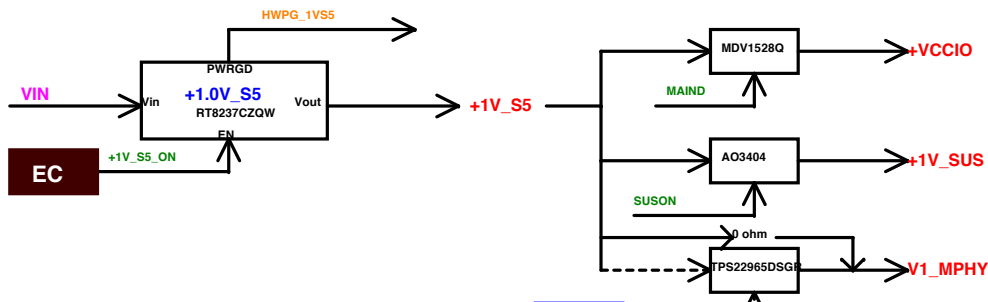 HWPG_1VS5
PWRGD
VIN
Vin
+1.0V_S5
Vout
RT8237CZQW
EN
EC
+1V_S5_ON
+1V_S5
MDV1528Q
+VCCIO
MAIND
AO3404
+1V_SUS
SUSON
0 ohm
TPS22965DSGR
V1_MPHY